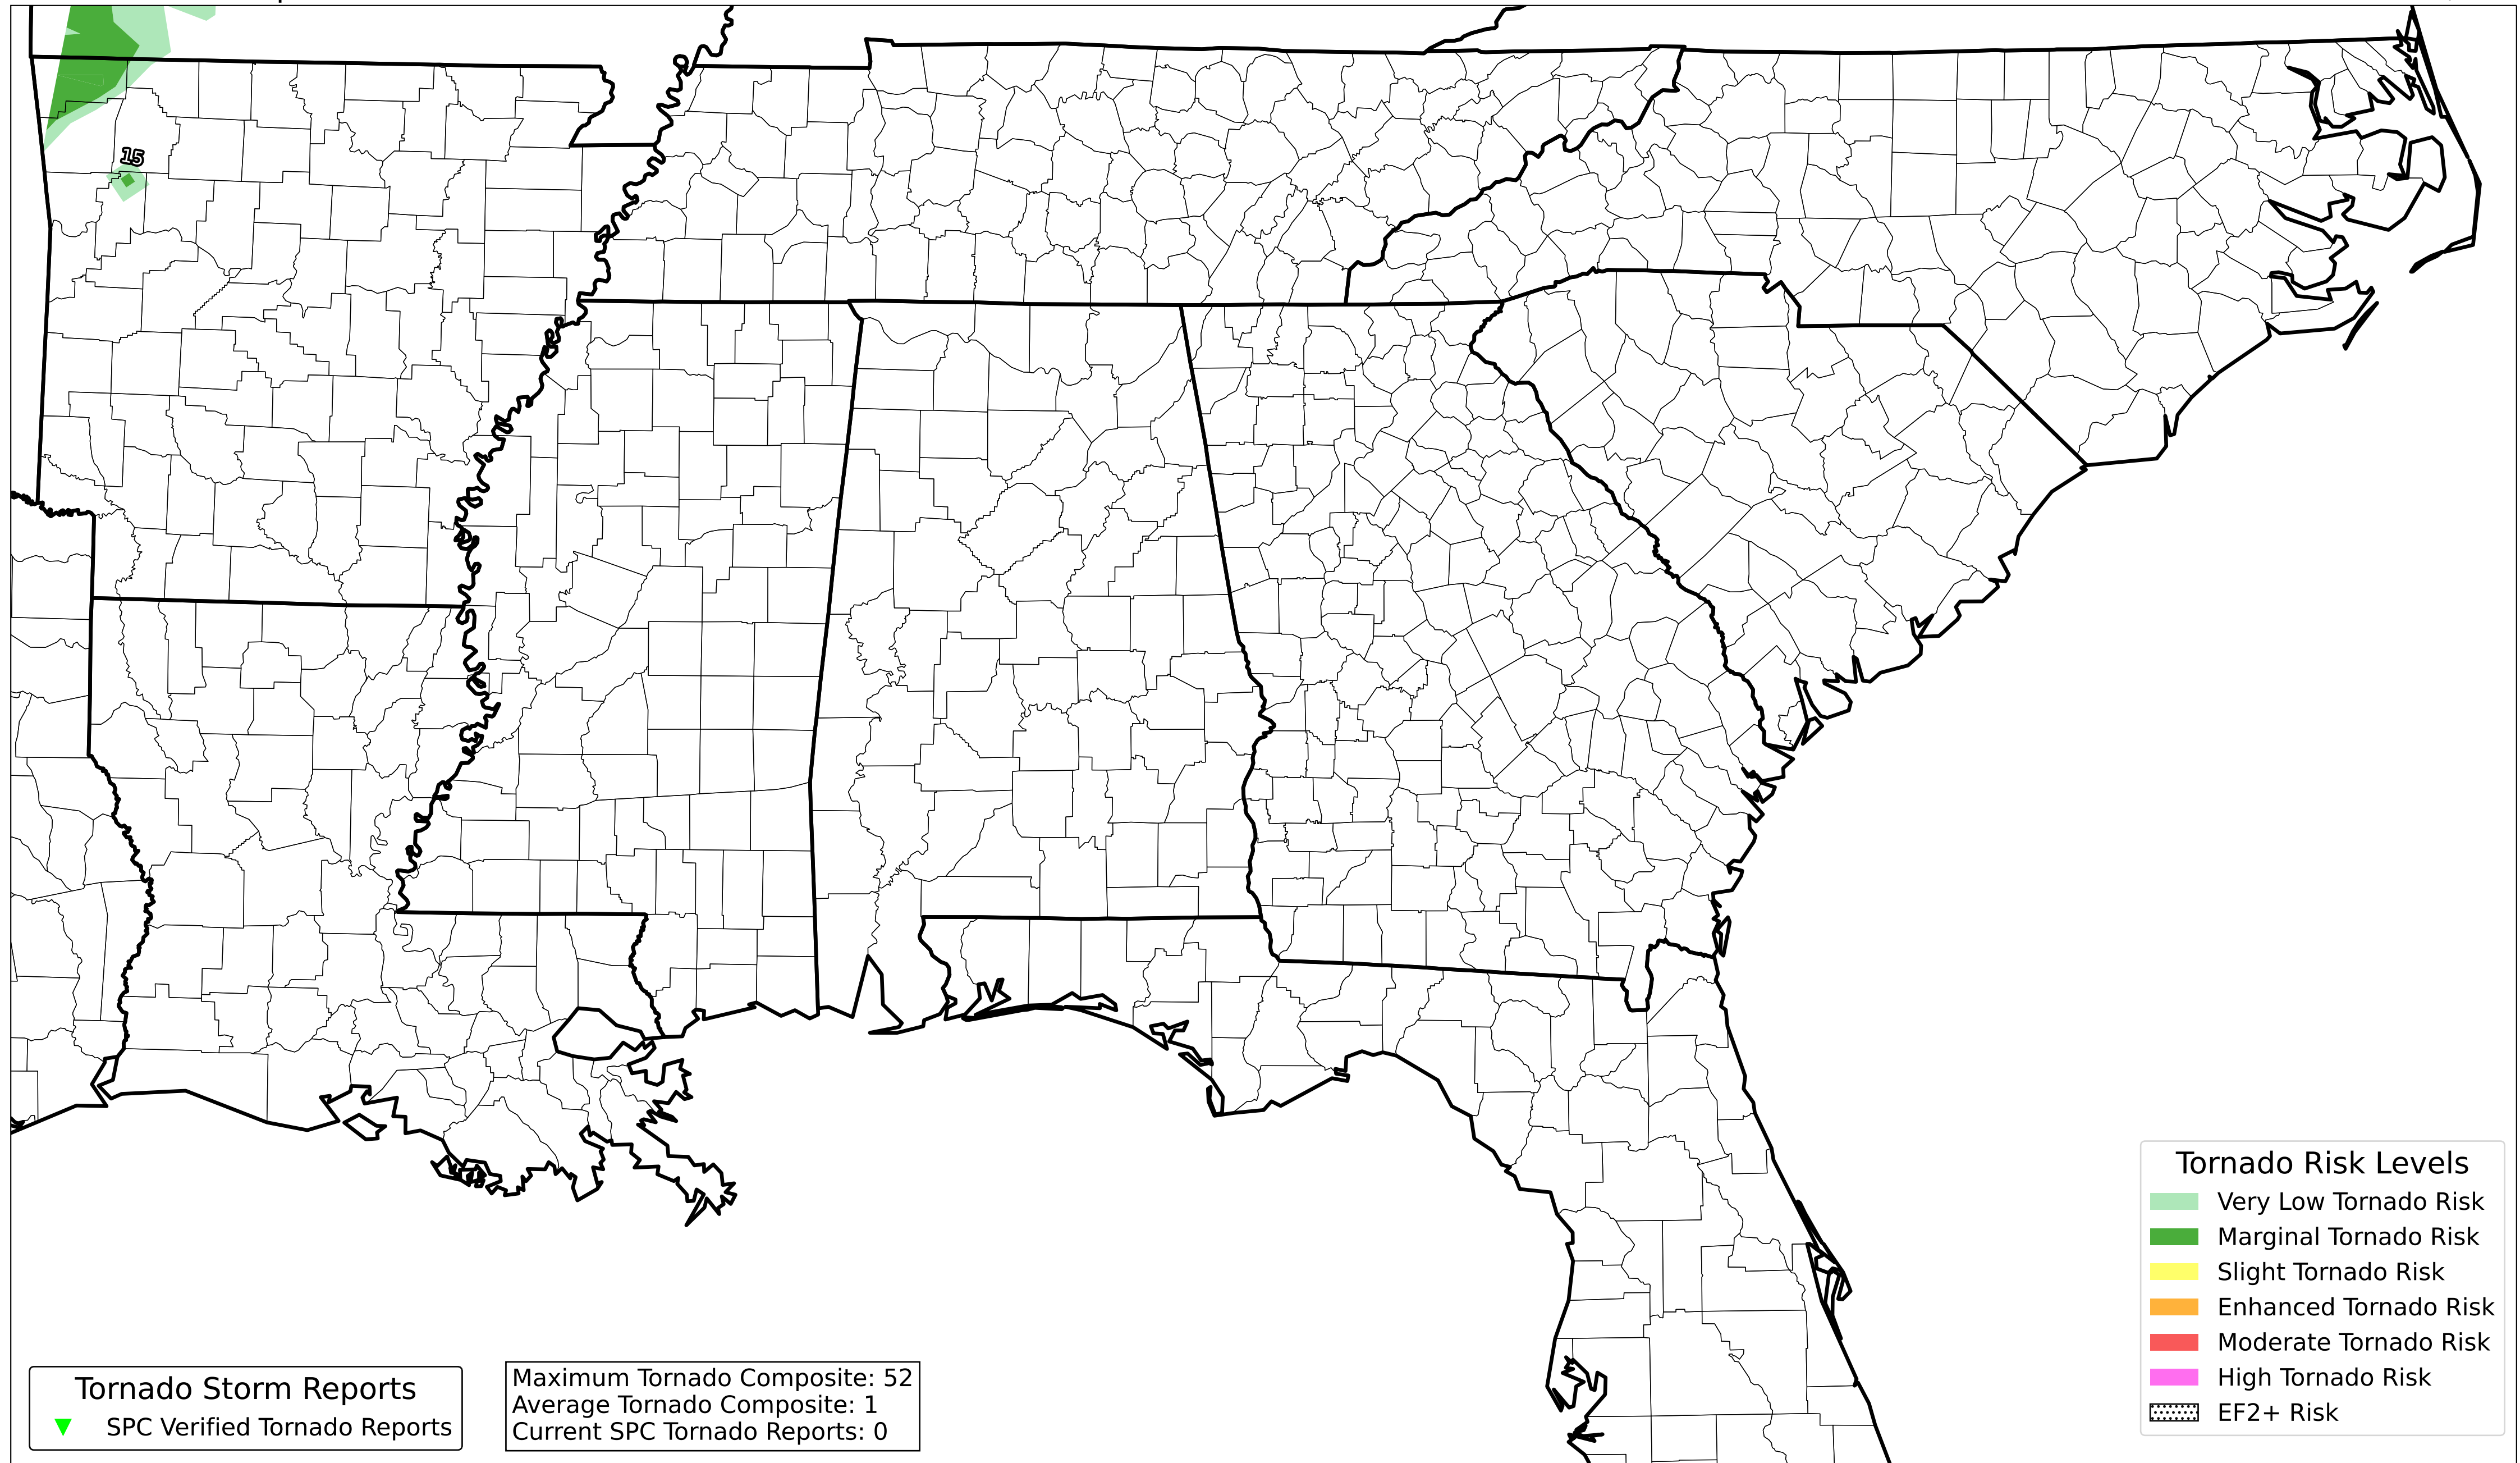 15
Tornado Risk Levels
Very Low Tornado Risk
Marginal Tornado Risk
Slight Tornado Risk
Enhanced Tornado Risk
Moderate Tornado Risk
High Tornado Risk
EF2+ Risk
Tornado Storm Reports
SPC Verified Tornado Reports
Maximum Tornado Composite: 52
Average Tornado Composite: 1
Current SPC Tornado Reports: 0